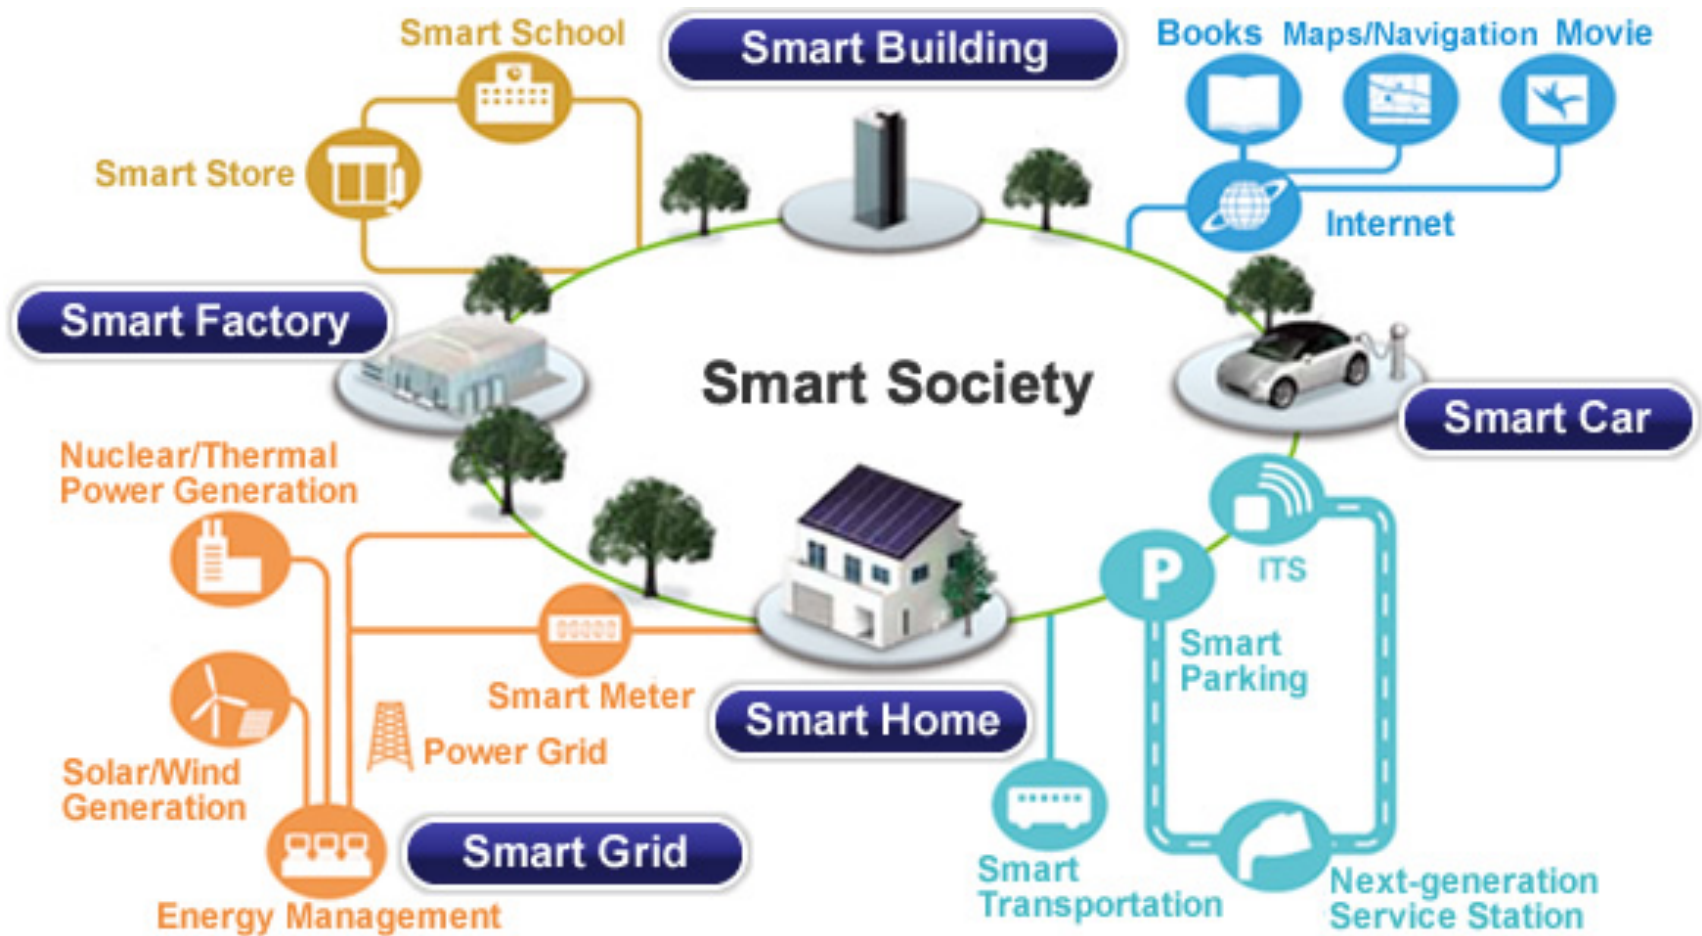 Smart School
Smart Building
Books
Maps/Navigation
Movie
Smart Store
Internet
Smart Factory
Smart Society
Smart Car
Nuclear/Thermal
Power Generation
P
ITS
Smart
Parking
Smart Meter
Smart Home
Power Grid
Solar/Wind
Generation
Smart Grid
Energy Management
Smart
Transportation
Next-generation
Service Station